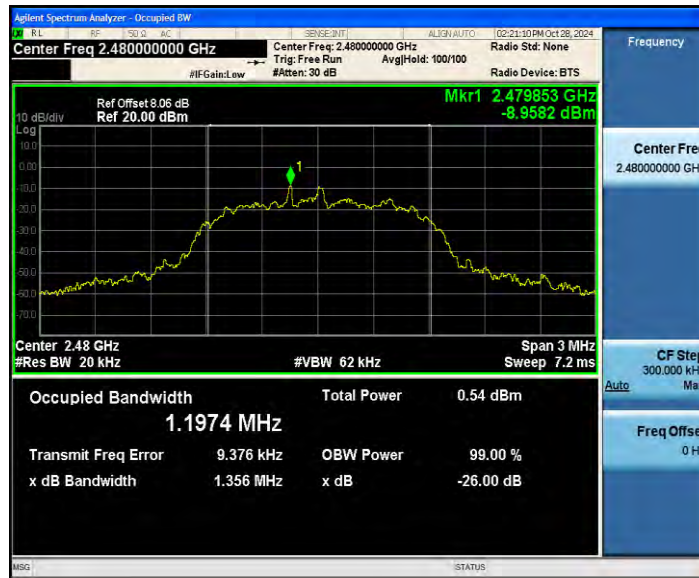 Agilent Spectrum Analyzer - Occupied BW
RL RF 50 Ω AC SENSE:INT ALIGN AUTO 02:21:10 PM Oct 28, 2024
Center Freq 2.480000000 GHz
Center Freq: 2.480000000 GHz
Radio Std: None
Trig: Free Run Avg|Hold: 100/100
#IFGain:Low #Atten: 30 dB Radio Device: BTS
Frequency
Ref Offset 8.06 dB
10 dB/div Ref 20.00 dBm
Mkr1 2.479853 GHz
-8.9582 dBm
Log
10.0
0.00
-10.0
-20.0
-30.0
-40.0
-50.0
-60.0
-70.0
1
Center Fre
2.480000000 GH
Center 2.48 GHz Span 3 MHz
#Res BW 20 kHz #VBW 62 kHz Sweep 7.2 ms
CF Step
300.000 kH
Auto Ma
Occupied Bandwidth Total Power 0.54 dBm
1.1974 MHz
Transmit Freq Error 9.376 kHz OBW Power 99.00 %
x dB Bandwidth 1.356 MHz x dB -26.00 dB
Freq Offse
0 H
MSG STATUS